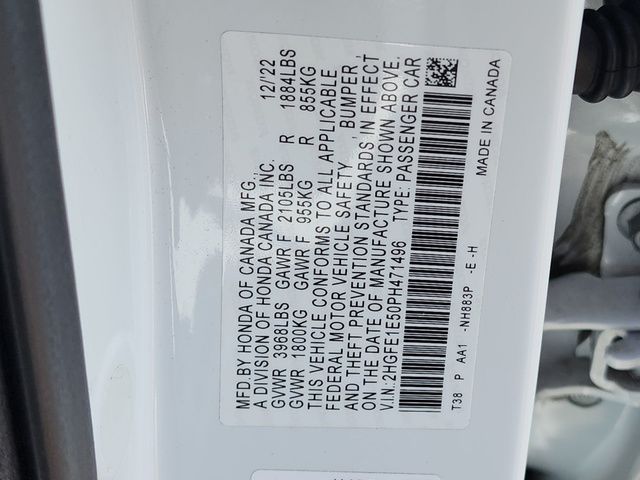 MFD.BY HONDA OF CANADA MFG., 12/'22
A DIVISION OF HONDA CANADA INC.
GVWR 3968LBS GAWR F 2105LBS R 1884LBS
GVWR 1800KG GAWR F 955KG R 855KG
THIS VEHICLE CONFORMS TO ALL APPLICABLE
FEDERAL MOTOR VEHICLE SAFETY , BUMPER ,
AND THEFT PREVENTION STANDARDS IN EFFECT
ON THE DATE OF MANUFACTURE SHOWN ABOVE.
V.I.N.:2HGFE1E50PH471496 TYPE: PASSENGER CAR
T38 P AA1 -NH883P -E -H MADE IN CANADA